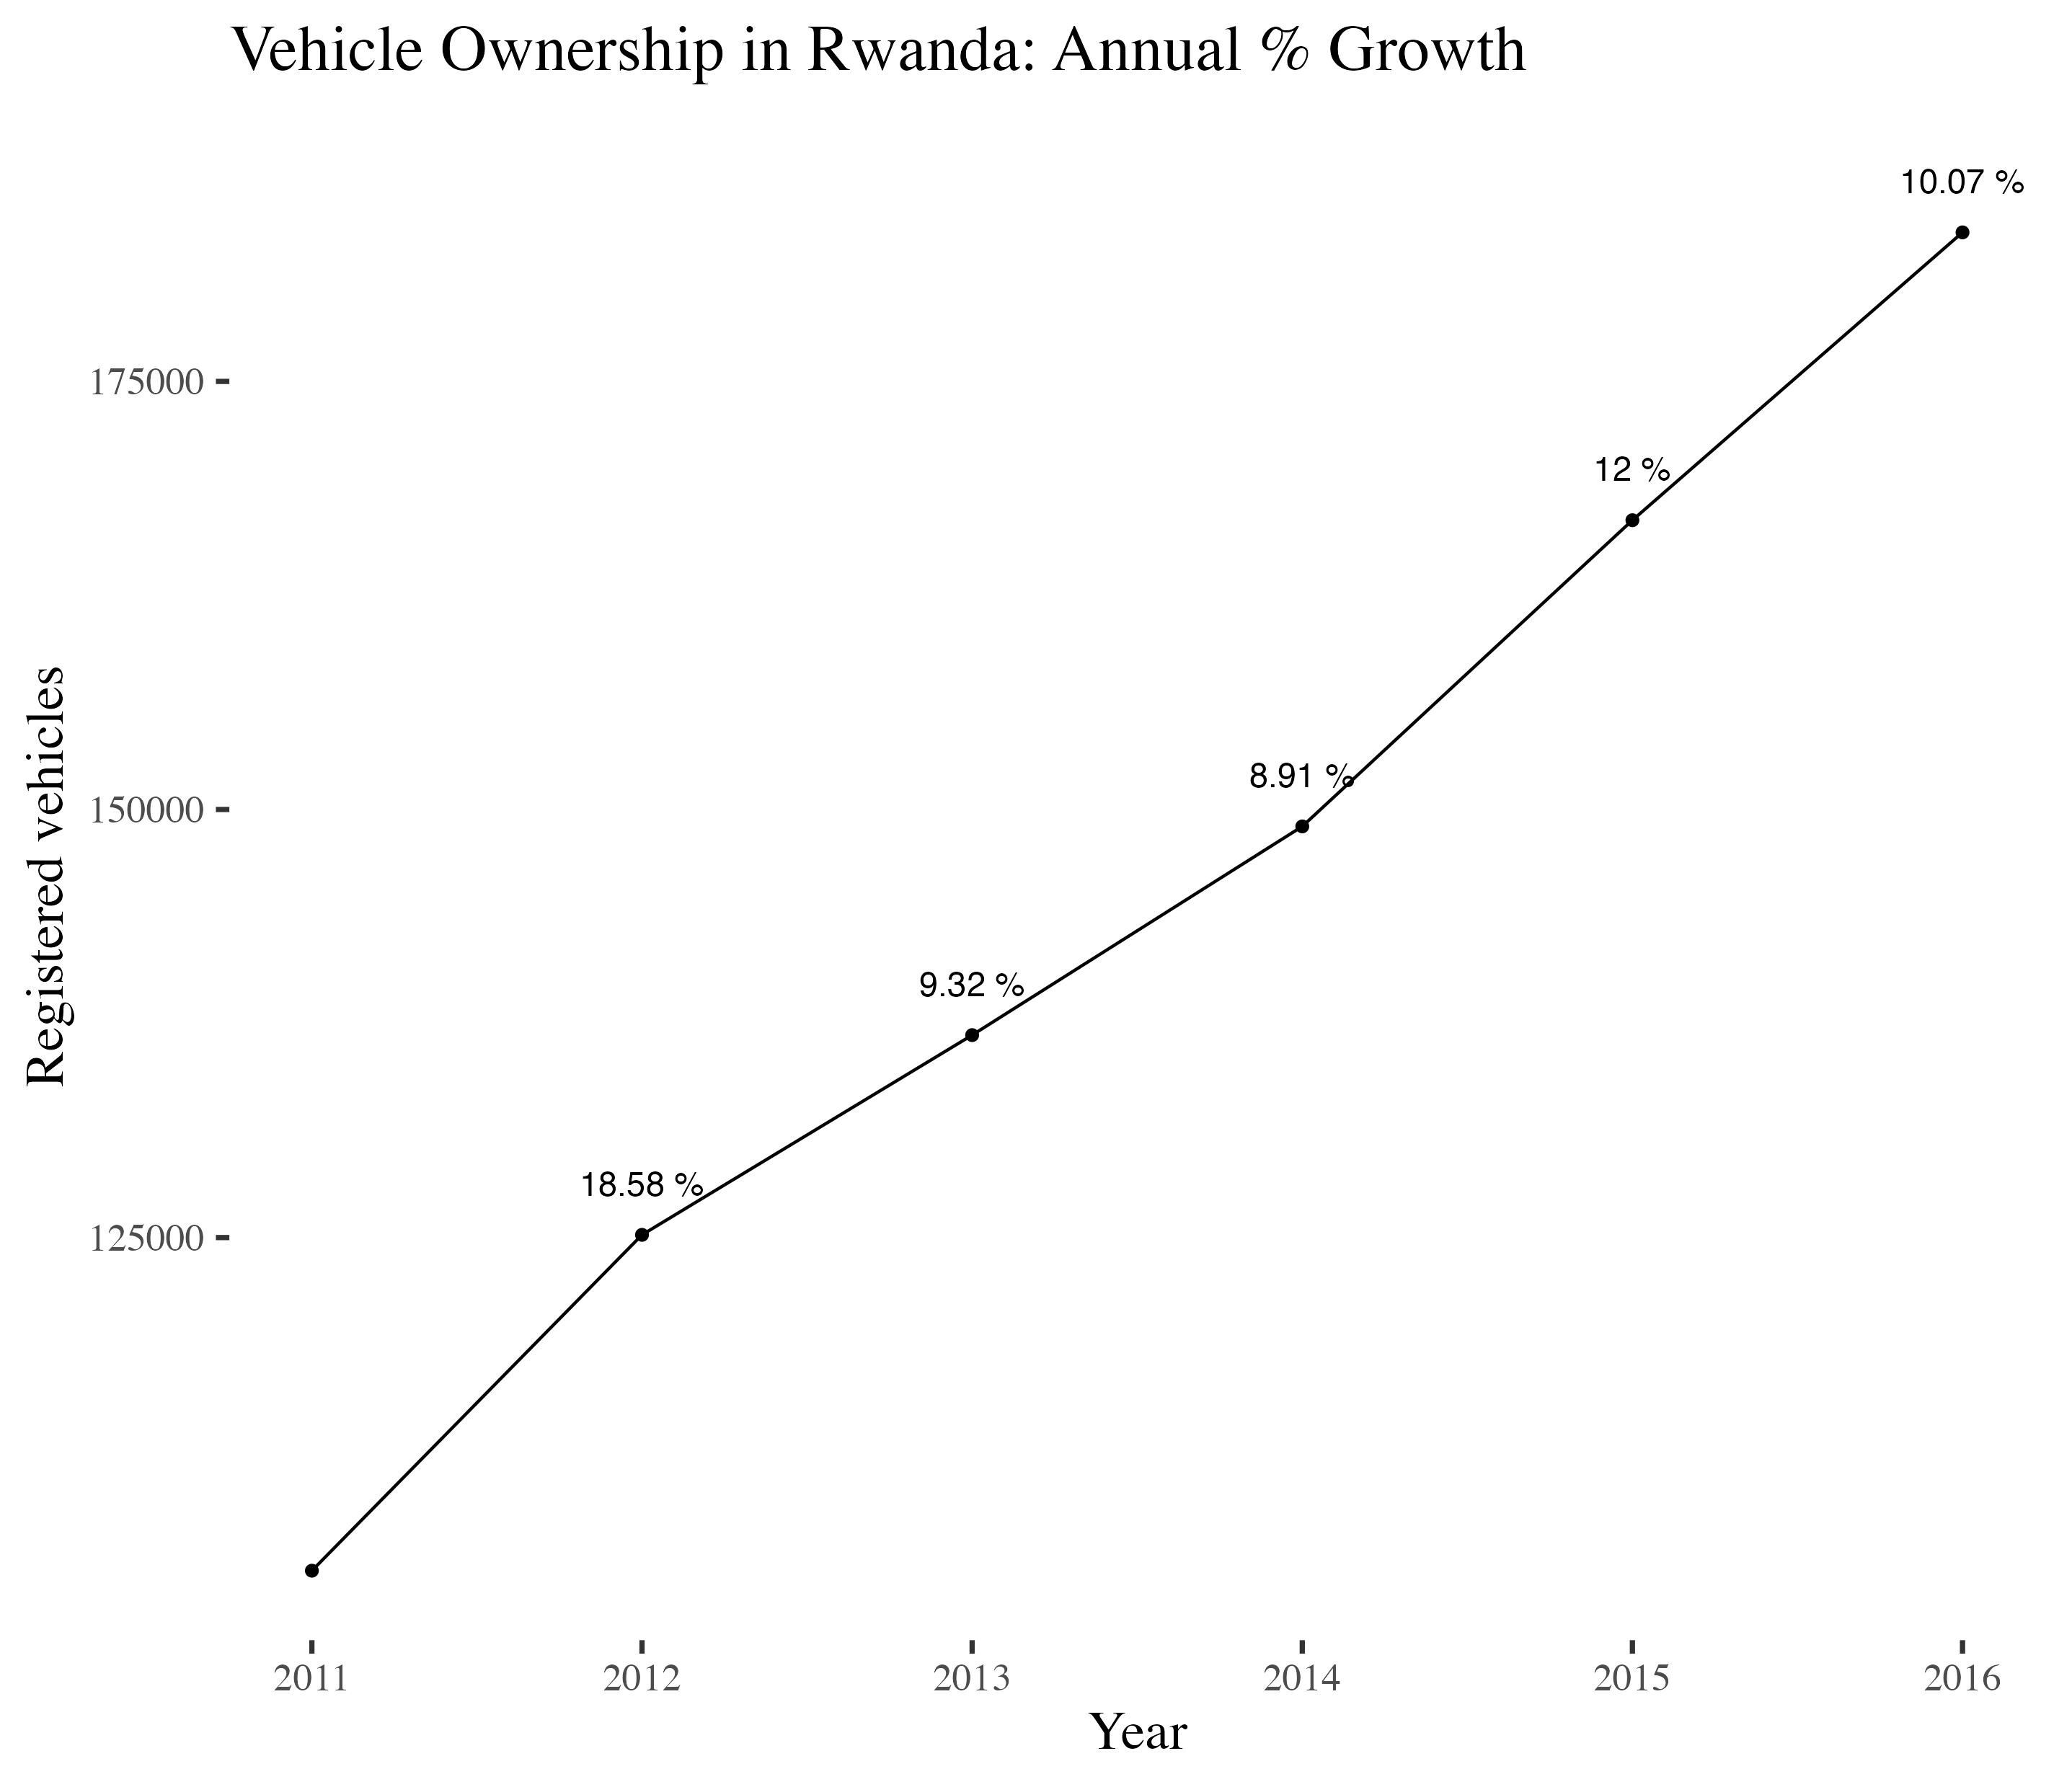 Vehicle Ownership in Rwanda: Annual % Growth
10.07 %
175000
12 %
8.91 %
150000
9.32 %
18.58 %
125000
Registered vehicles
2011 2012 2013 2014 2015 2016
Year